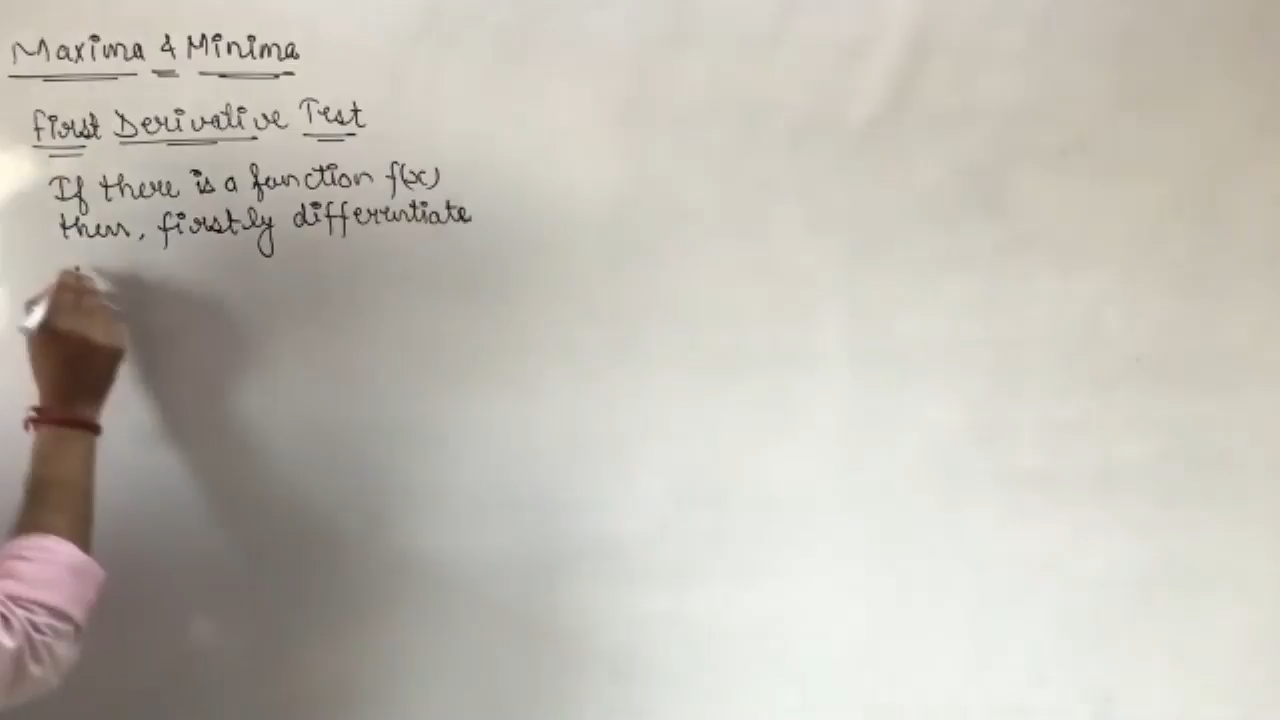 Maxima & Minima
First Derivative Test
If there is a function f(x)
then, firstly differentiate